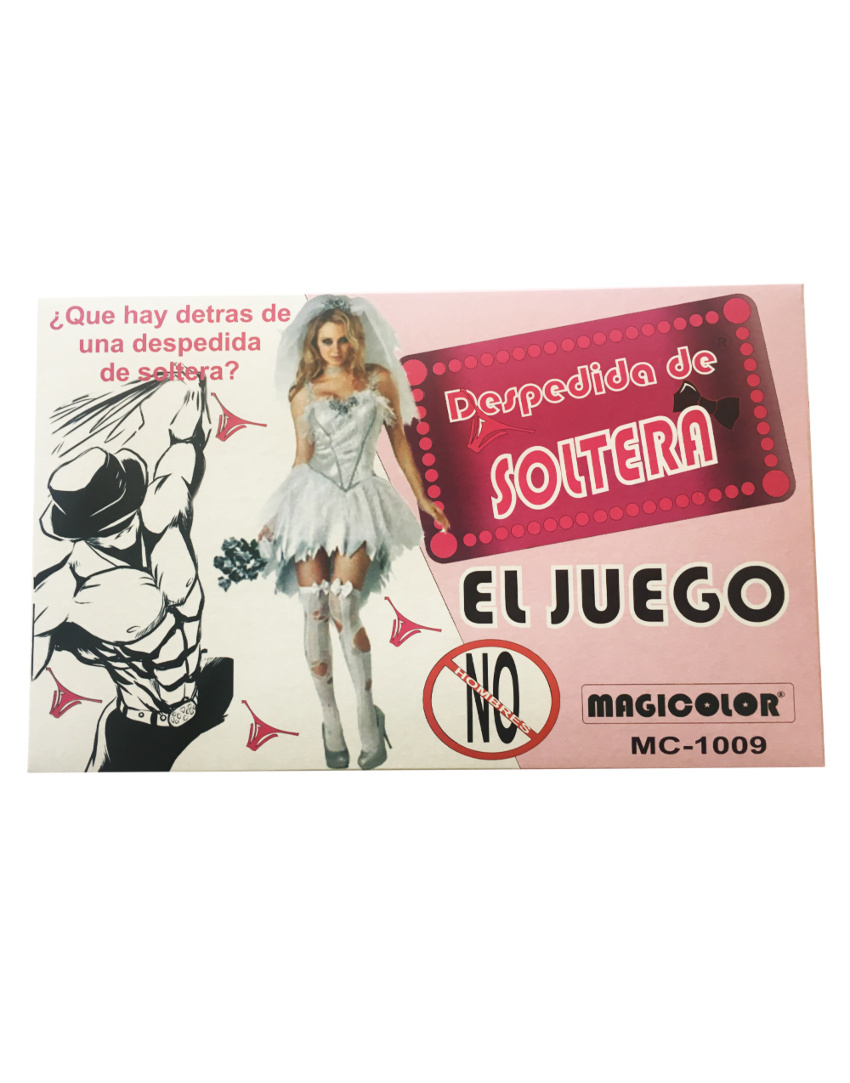 ¿Que hay detras de
una despedida
de soltera?
Despedida de
SOLTERA
EL JUEGO
NO
HOMBRES
MAGICOLOR®
MC-1009